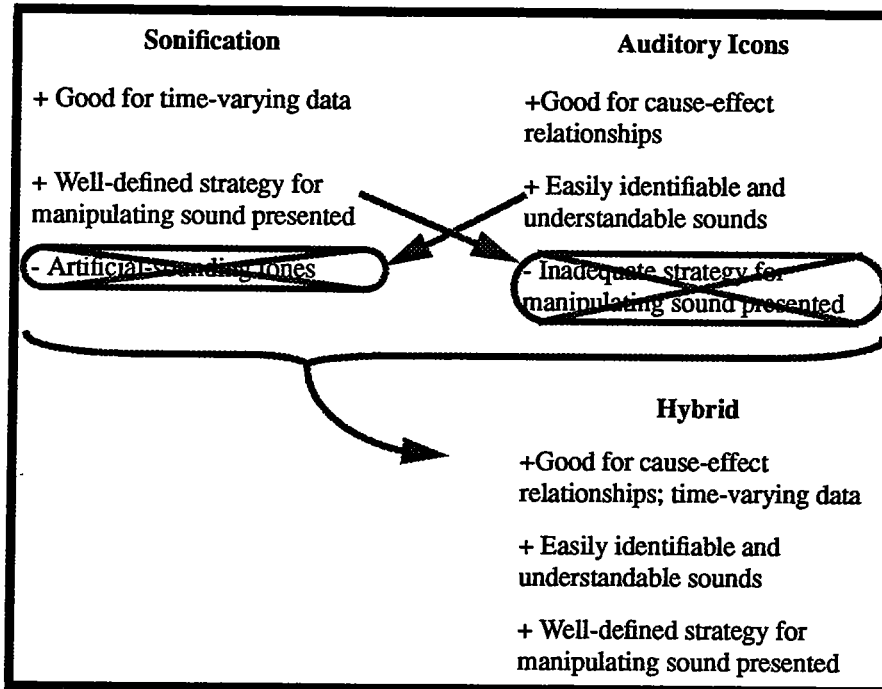 Sonification
+ Good for time-varying data
+ Well-defined strategy for
manipulating sound presented
- Artificial-sounding tones
Auditory Icons
+Good for cause-effect
relationships
+ Easily identifiable and
understandable sounds
- Inadequate strategy for
manipulating sound presented
Hybrid
+Good for cause-effect
relationships; time-varying data
+ Easily identifiable and
understandable sounds
+ Well-defined strategy for
manipulating sound presented